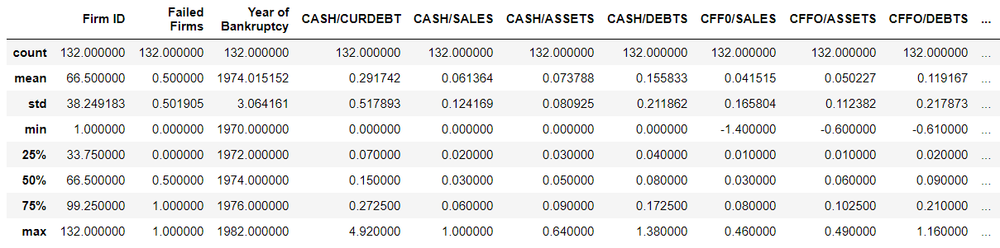 Firm ID Failed Firms Year of Bankruptcy CASH/CURDEBT CASH/SALES CASH/ASSETS CASH/DEBTS CFF0/SALES CFFO/ASSETS CFFO/DEBTS ...
count 132.000000 132.000000 132.000000 132.000000 132.000000 132.000000 132.000000 132.000000 132.000000 132.000000 ...
mean 66.500000 0.500000 1974.015152 0.291742 0.061364 0.073788 0.155833 0.041515 0.050227 0.119167 ...
std 38.249183 0.501905 3.064161 0.517893 0.124169 0.080925 0.211862 0.165804 0.112382 0.217873 ...
min 1.000000 0.000000 1970.000000 0.000000 0.000000 0.000000 0.000000 -1.400000 -0.600000 -0.610000 ...
25% 33.750000 0.000000 1972.000000 0.070000 0.020000 0.030000 0.040000 0.010000 0.010000 0.020000 ...
50% 66.500000 0.500000 1974.000000 0.150000 0.030000 0.050000 0.080000 0.030000 0.060000 0.090000 ...
75% 99.250000 1.000000 1976.000000 0.272500 0.060000 0.090000 0.172500 0.080000 0.102500 0.210000 ...
max 132.000000 1.000000 1982.000000 4.920000 1.000000 0.640000 1.380000 0.460000 0.490000 1.160000 ...